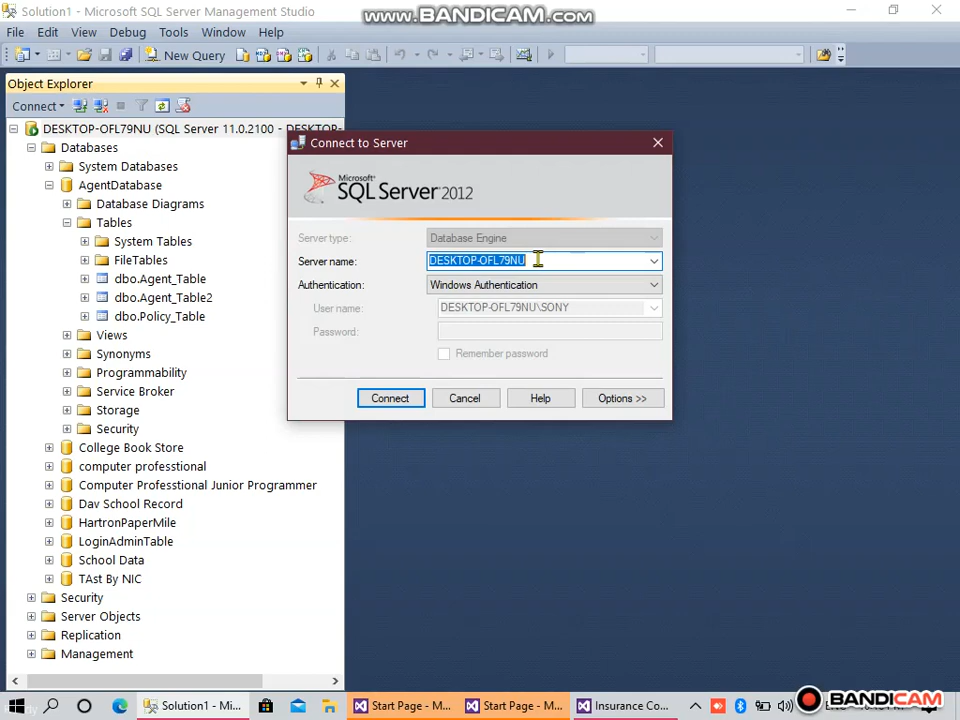 Solution1 - Microsoft SQL Server Management Studio
www.BANDICAM.com
File Edit View Debug Tools Window Help
New Query
Object Explorer
Connect
DESKTOP-OFL79NU (SQL Server 11.0.2100 - DESKTOP-
Databases
System Databases
AgentDatabase
Database Diagrams
Tables
System Tables
FileTables
dbo.Agent_Table
dbo.Agent_Table2
dbo.Policy_Table
Views
Synonyms
Programmability
Service Broker
Storage
Security
College Book Store
computer professtional
Computer Professtional Junior Programmer
Dav School Record
HartronPaperMile
LoginAdminTable
School Data
TAst By NIC
Security
Server Objects
Replication
Management
Connect to Server
Microsoft
SQL Server 2012
Server type: Database Engine
Server name: DESKTOP-OFL79NU
Authentication: Windows Authentication
User name: DESKTOP-OFL79NU\SONY
Password:
Remember password
Connect Cancel Help Options >>
Solution1 - Mi...
Start Page - M...
Start Page - M...
Insurance Co...
BANDICAM